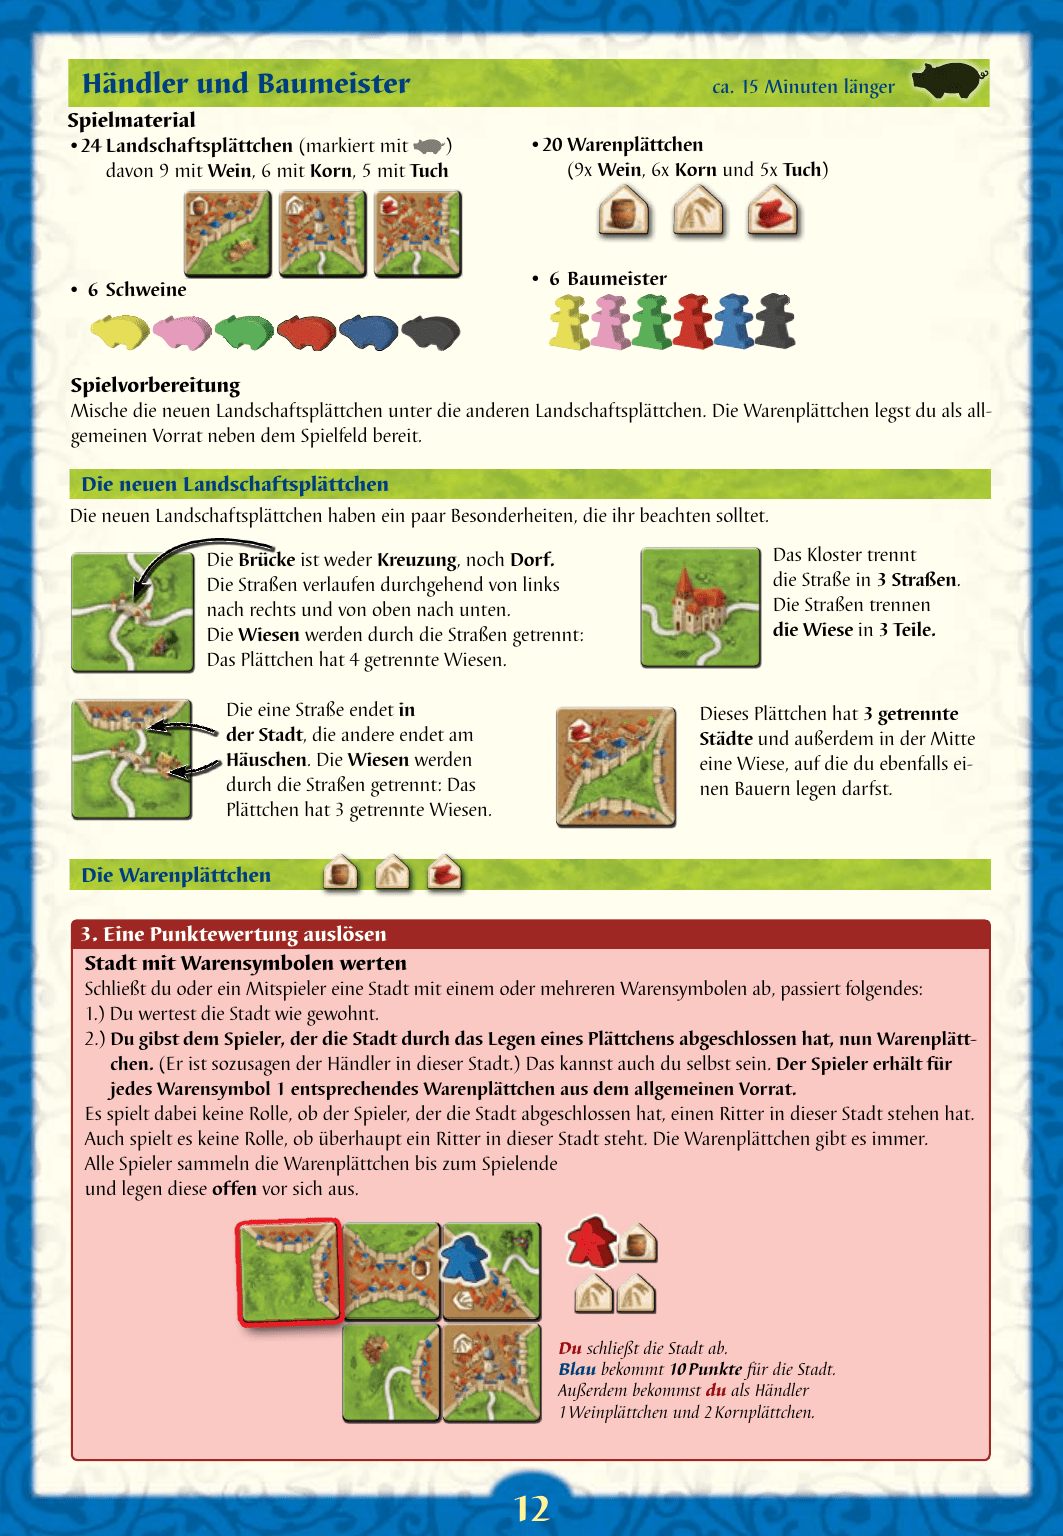 Händler und Baumeister
ca. 15 Minuten länger
Spielmaterial
• 24 Landschaftsplättchen (markiert mit )
davon 9 mit Wein, 6 mit Korn, 5 mit Tuch
• 20 Warenplättchen
(9x Wein, 6x Korn und 5x Tuch)
• 6 Schweine
• 6 Baumeister
Spielvorbereitung
Mische die neuen Landschaftsplättchen unter die anderen Landschaftsplättchen. Die Warenplättchen legst du als all-
gemeinen Vorrat neben dem Spielfeld bereit.
Die neuen Landschaftsplättchen
Die neuen Landschaftsplättchen haben ein paar Besonderheiten, die ihr beachten solltet.
Die Brücke ist weder Kreuzung, noch Dorf.
Die Straßen verlaufen durchgehend von links
nach rechts und von oben nach unten.
Die Wiesen werden durch die Straßen getrennt:
Das Plättchen hat 4 getrennte Wiesen.
Das Kloster trennt
die Straße in 3 Straßen.
Die Straßen trennen
die Wiese in 3 Teile.
Die eine Straße endet in
der Stadt, die andere endet am
Häuschen. Die Wiesen werden
durch die Straßen getrennt: Das
Plättchen hat 3 getrennte Wiesen.
Dieses Plättchen hat 3 getrennte
Städte und außerdem in der Mitte
eine Wiese, auf die du ebenfalls ei-
nen Bauern legen darfst.
Die Warenplättchen
3. Eine Punktewertung auslösen
Stadt mit Warensymbolen werten
Schließt du oder ein Mitspieler eine Stadt mit einem oder mehreren Warensymbolen ab, passiert folgendes:
1.) Du wertest die Stadt wie gewohnt.
2.) Du gibst dem Spieler, der die Stadt durch das Legen eines Plättchens abgeschlossen hat, nun Warenplätt-
chen. (Er ist sozusagen der Händler in dieser Stadt.) Das kannst auch du selbst sein. Der Spieler erhält für
jedes Warensymbol 1 entsprechendes Warenplättchen aus dem allgemeinen Vorrat.
Es spielt dabei keine Rolle, ob der Spieler, der die Stadt abgeschlossen hat, einen Ritter in dieser Stadt stehen hat.
Auch spielt es keine Rolle, ob überhaupt ein Ritter in dieser Stadt steht. Die Warenplättchen gibt es immer.
Alle Spieler sammeln die Warenplättchen bis zum Spielende
und legen diese offen vor sich aus.
Du schließt die Stadt ab.
Blau bekommt 10 Punkte für die Stadt.
Außerdem bekommst du als Händler
1 Weinplättchen und 2 Kornplättchen.
12